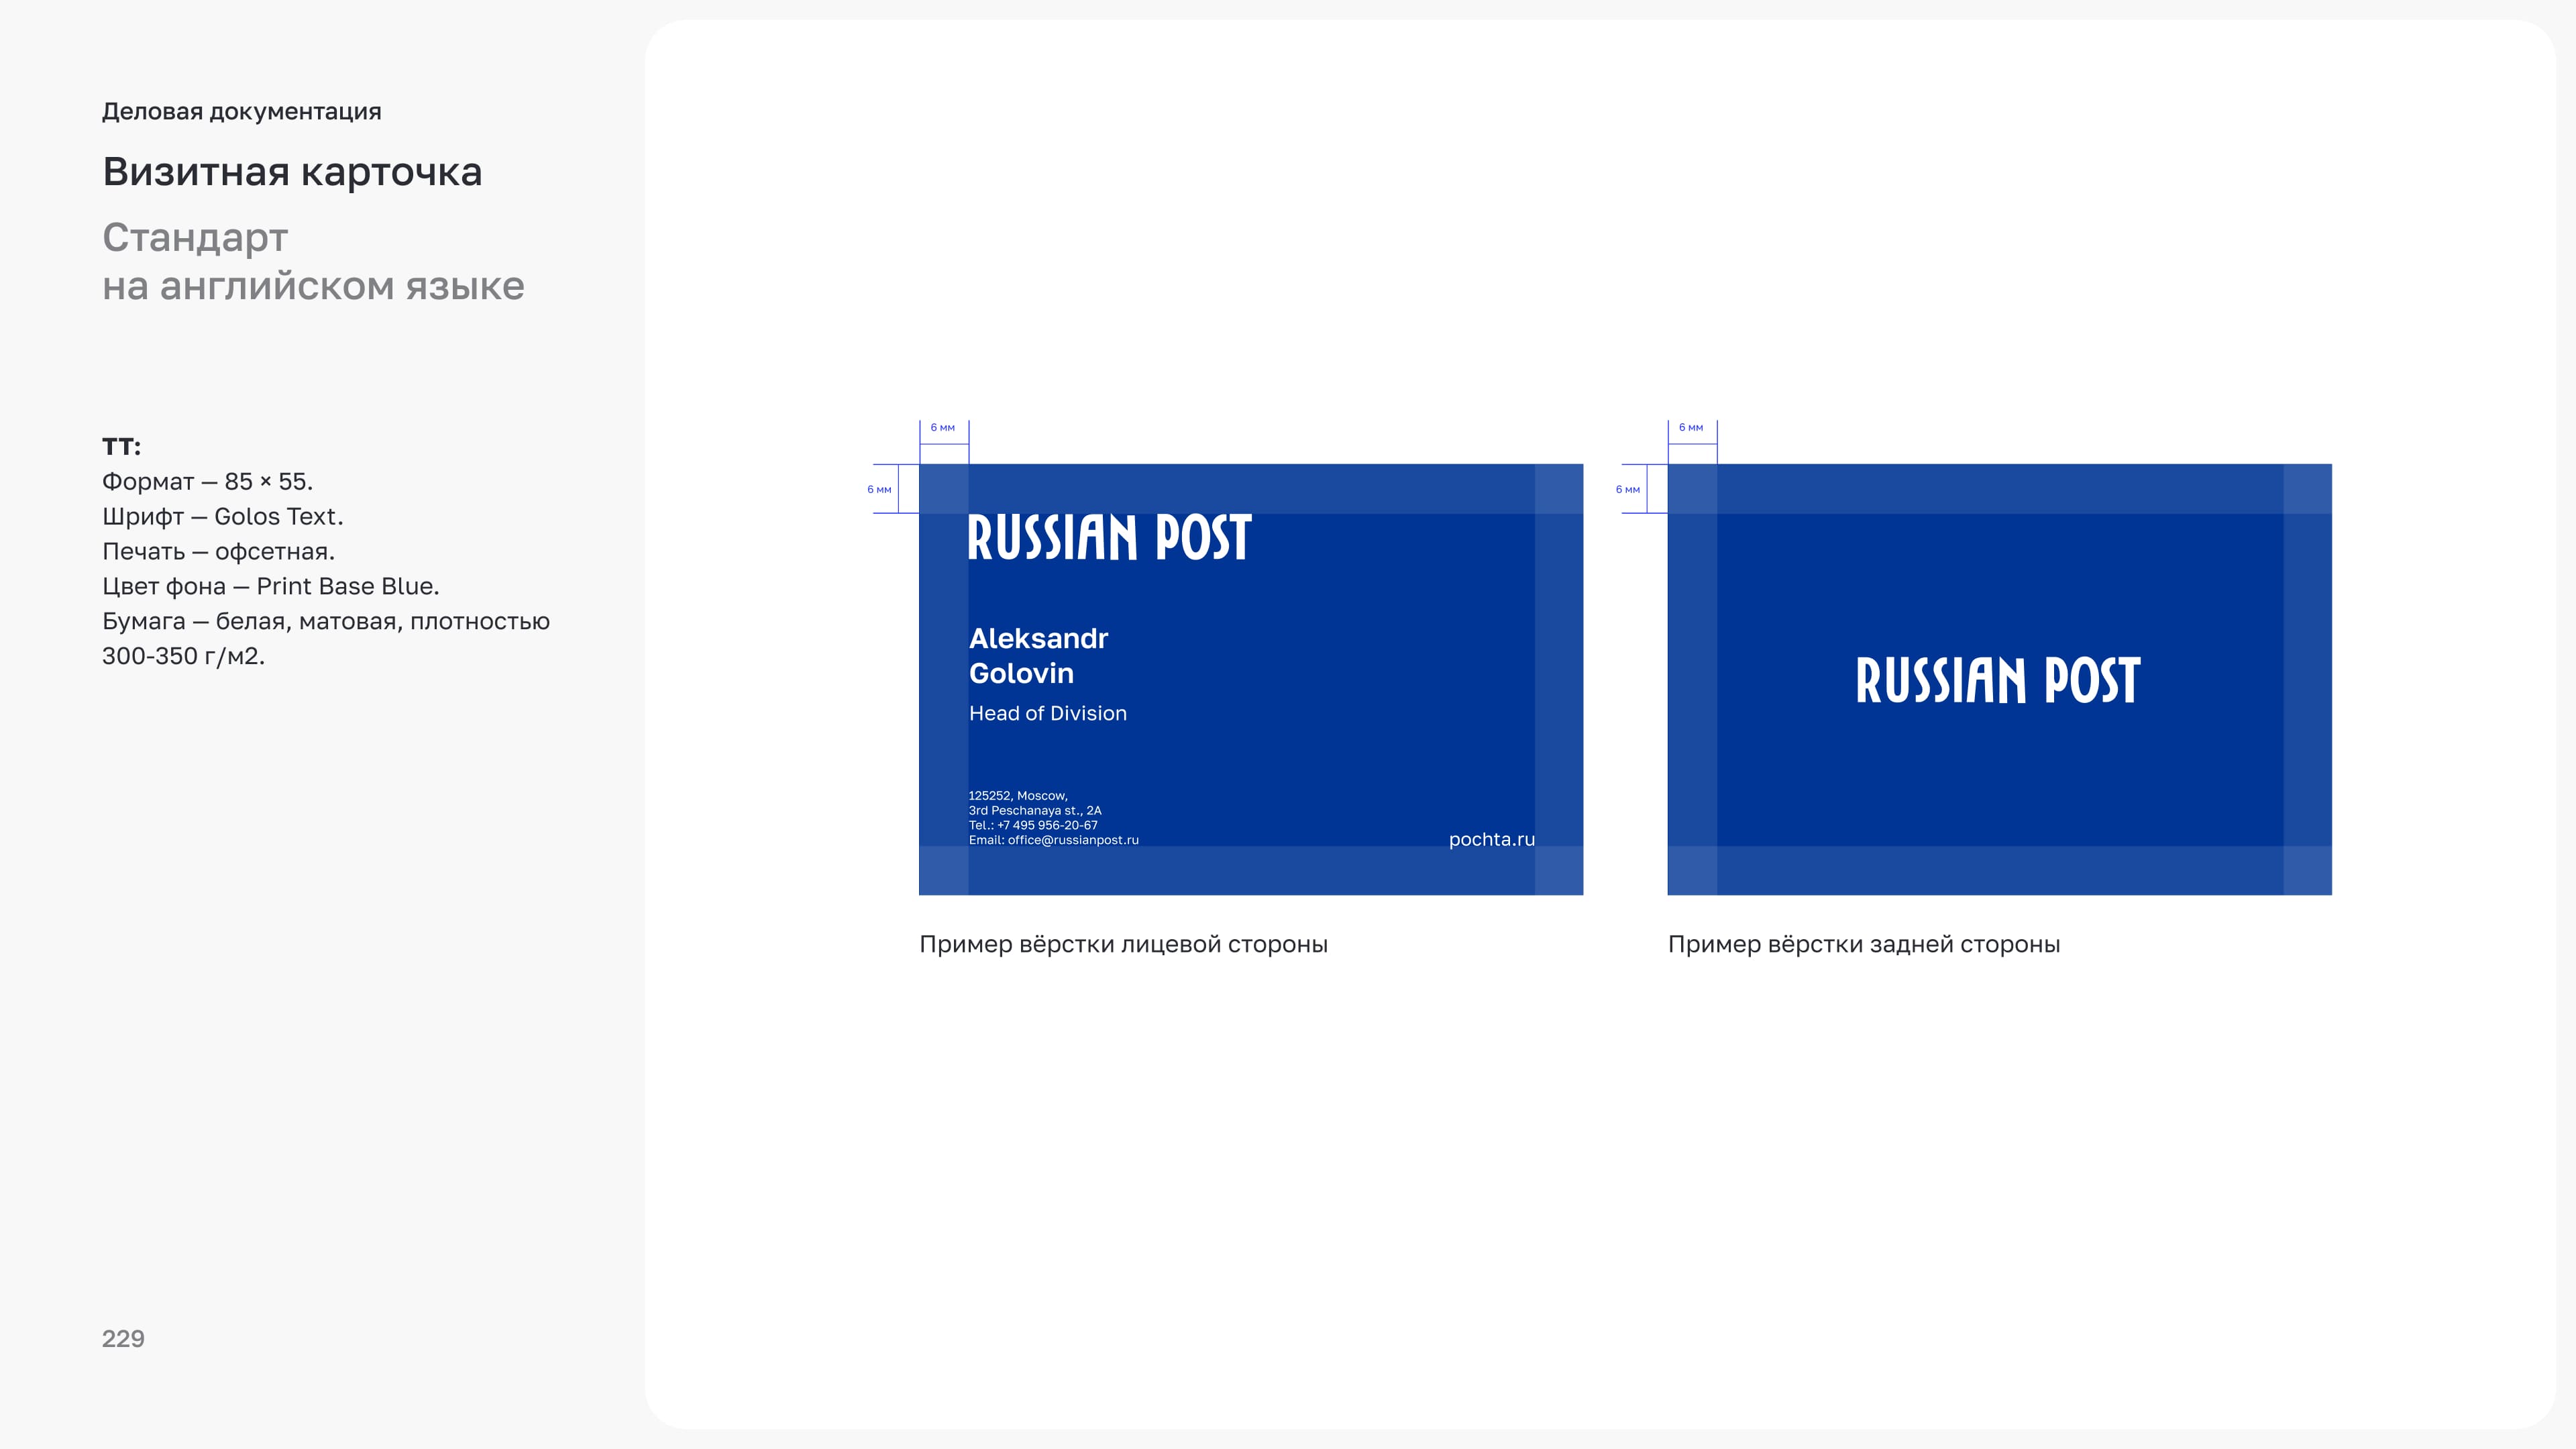 Деловая документация
Визитная карточка
Стандарт
на английском языке
ТТ:
Формат — 85 × 55.
Шрифт — Golos Text.
Печать — офсетная.
Цвет фона — Print Base Blue.
Бумага — белая, матовая, плотностью
300-350 г/м2.
229
6 мм
6 мм
RUSSIAN POST
Aleksandr
Golovin
Head of Division
125252, Moscow,
3rd Peschanaya st., 2A
Tel.: +7 495 956-20-67
Email: office@russianpost.ru
pochta.ru
Пример вёрстки лицевой стороны
6 мм
6 мм
RUSSIAN POST
Пример вёрстки задней стороны